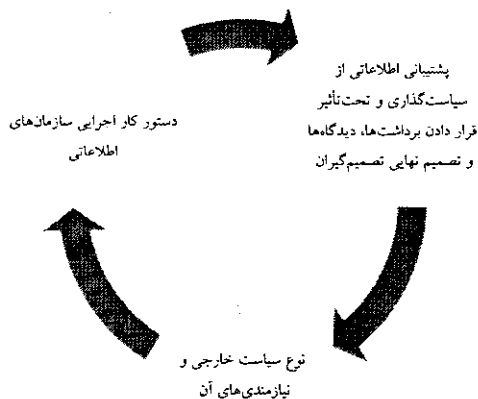 پشتیبانی اطلاعاتی از
سیاست‌گذاری و تحت‌تأثیر
قرار دادن برداشت‌ها، دیدگاه‌ها
و تصمیم نهایی تصمیم‌گیران
نوع سیاست خارجی و
نیازمندی‌های آن
دستور کار اجرایی سازمان‌های
اطلاعاتی